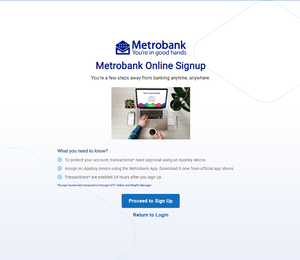 Metrobank
You're in good hands
Metrobank Online Signup
You're a few steps away from banking anytime, anywhere.
What you need to know?
To protect your account, transactions* need approval using an AppKey device.
Assign an AppKey device using the Metrobank App. Download it now from official app stores.
Transactions* are enabled 24 hours after you sign up.
*Except investment transactions through UITF Online and Wealth Manager
Proceed to Sign Up
Return to Login